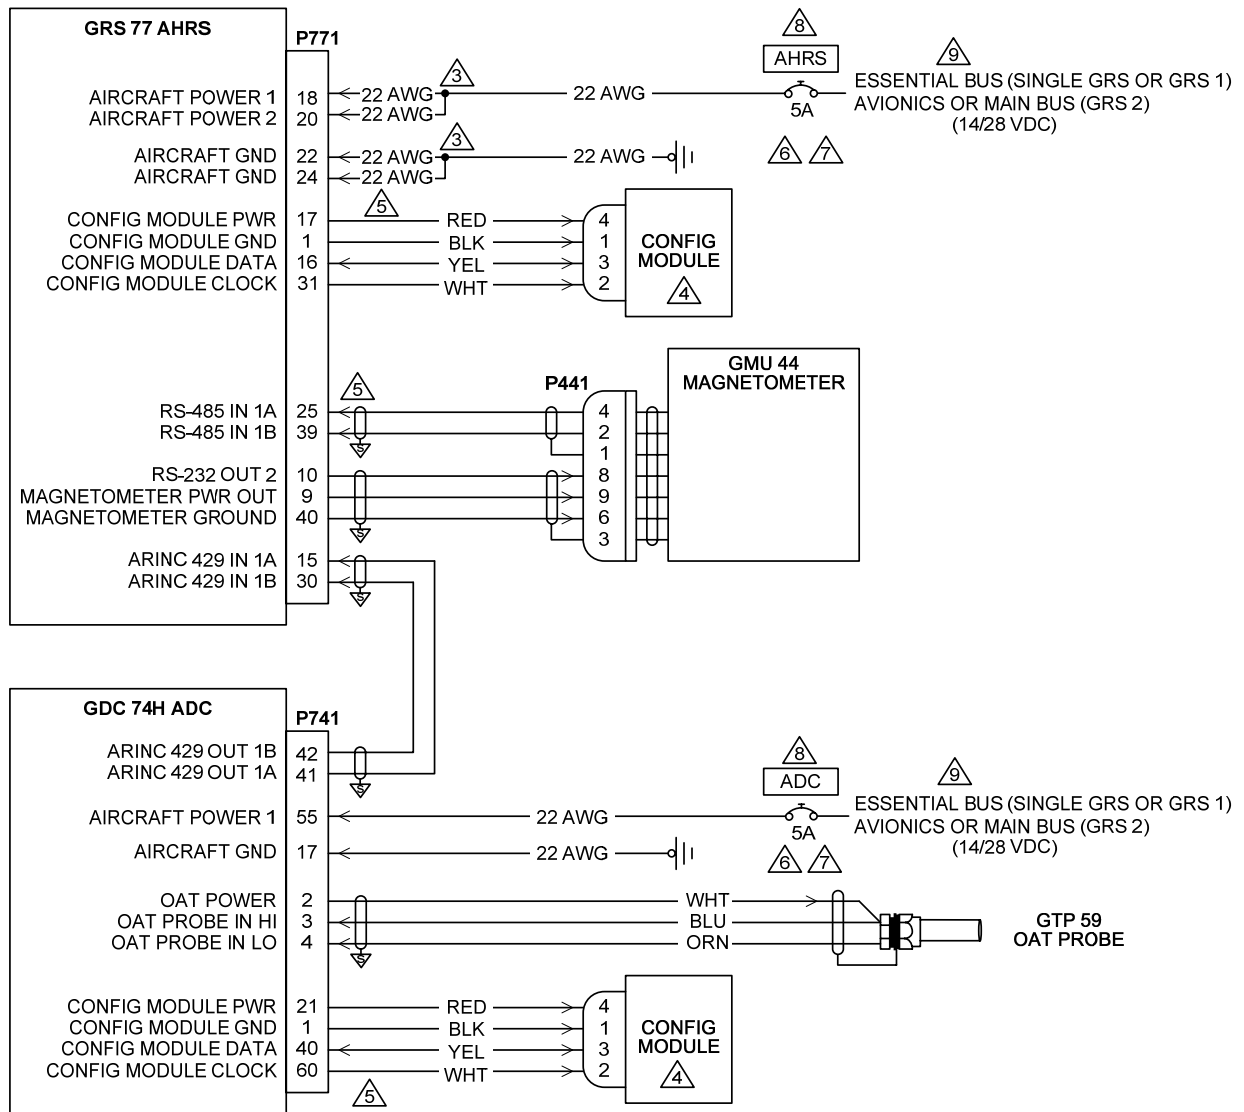 GRS 77 AHRS
P771
8
AHRS
5A
9
ESSENTIAL BUS (SINGLE GRS OR GRS 1)
AVIONICS OR MAIN BUS (GRS 2)
(14/28 VDC)
6 7
AIRCRAFT POWER 1 18 22 AWG 3 22 AWG
AIRCRAFT POWER 2 20 22 AWG
AIRCRAFT GND 22 22 AWG 3 22 AWG
AIRCRAFT GND 24 22 AWG
5
CONFIG MODULE PWR 17 RED 4
CONFIG MODULE GND 1 BLK 1
CONFIG MODULE DATA 16 YEL 3
CONFIG MODULE CLOCK 31 WHT 2
CONFIG
MODULE
4
GMU 44
MAGNETOMETER
P441
5
RS-485 IN 1A 25 4
RS-485 IN 1B 39 2
S 1
RS-232 OUT 2 10 8
MAGNETOMETER PWR OUT 9 9
MAGNETOMETER GROUND 40 6
S 3
ARINC 429 IN 1A 15
ARINC 429 IN 1B 30
S
GDC 74H ADC
P741
ARINC 429 OUT 1B 42
ARINC 429 OUT 1A 41
S
8
ADC
5A
9
ESSENTIAL BUS (SINGLE GRS OR GRS 1)
AVIONICS OR MAIN BUS (GRS 2)
(14/28 VDC)
6 7
AIRCRAFT POWER 1 55 22 AWG
AIRCRAFT GND 17 22 AWG
OAT POWER 2 WHT
OAT PROBE IN HI 3 BLU
OAT PROBE IN LO 4 ORN
S
GTP 59
OAT PROBE
CONFIG MODULE PWR 21 RED 4
CONFIG MODULE GND 1 BLK 1
CONFIG MODULE DATA 40 YEL 3
CONFIG MODULE CLOCK 60 WHT 2
5
CONFIG
MODULE
4